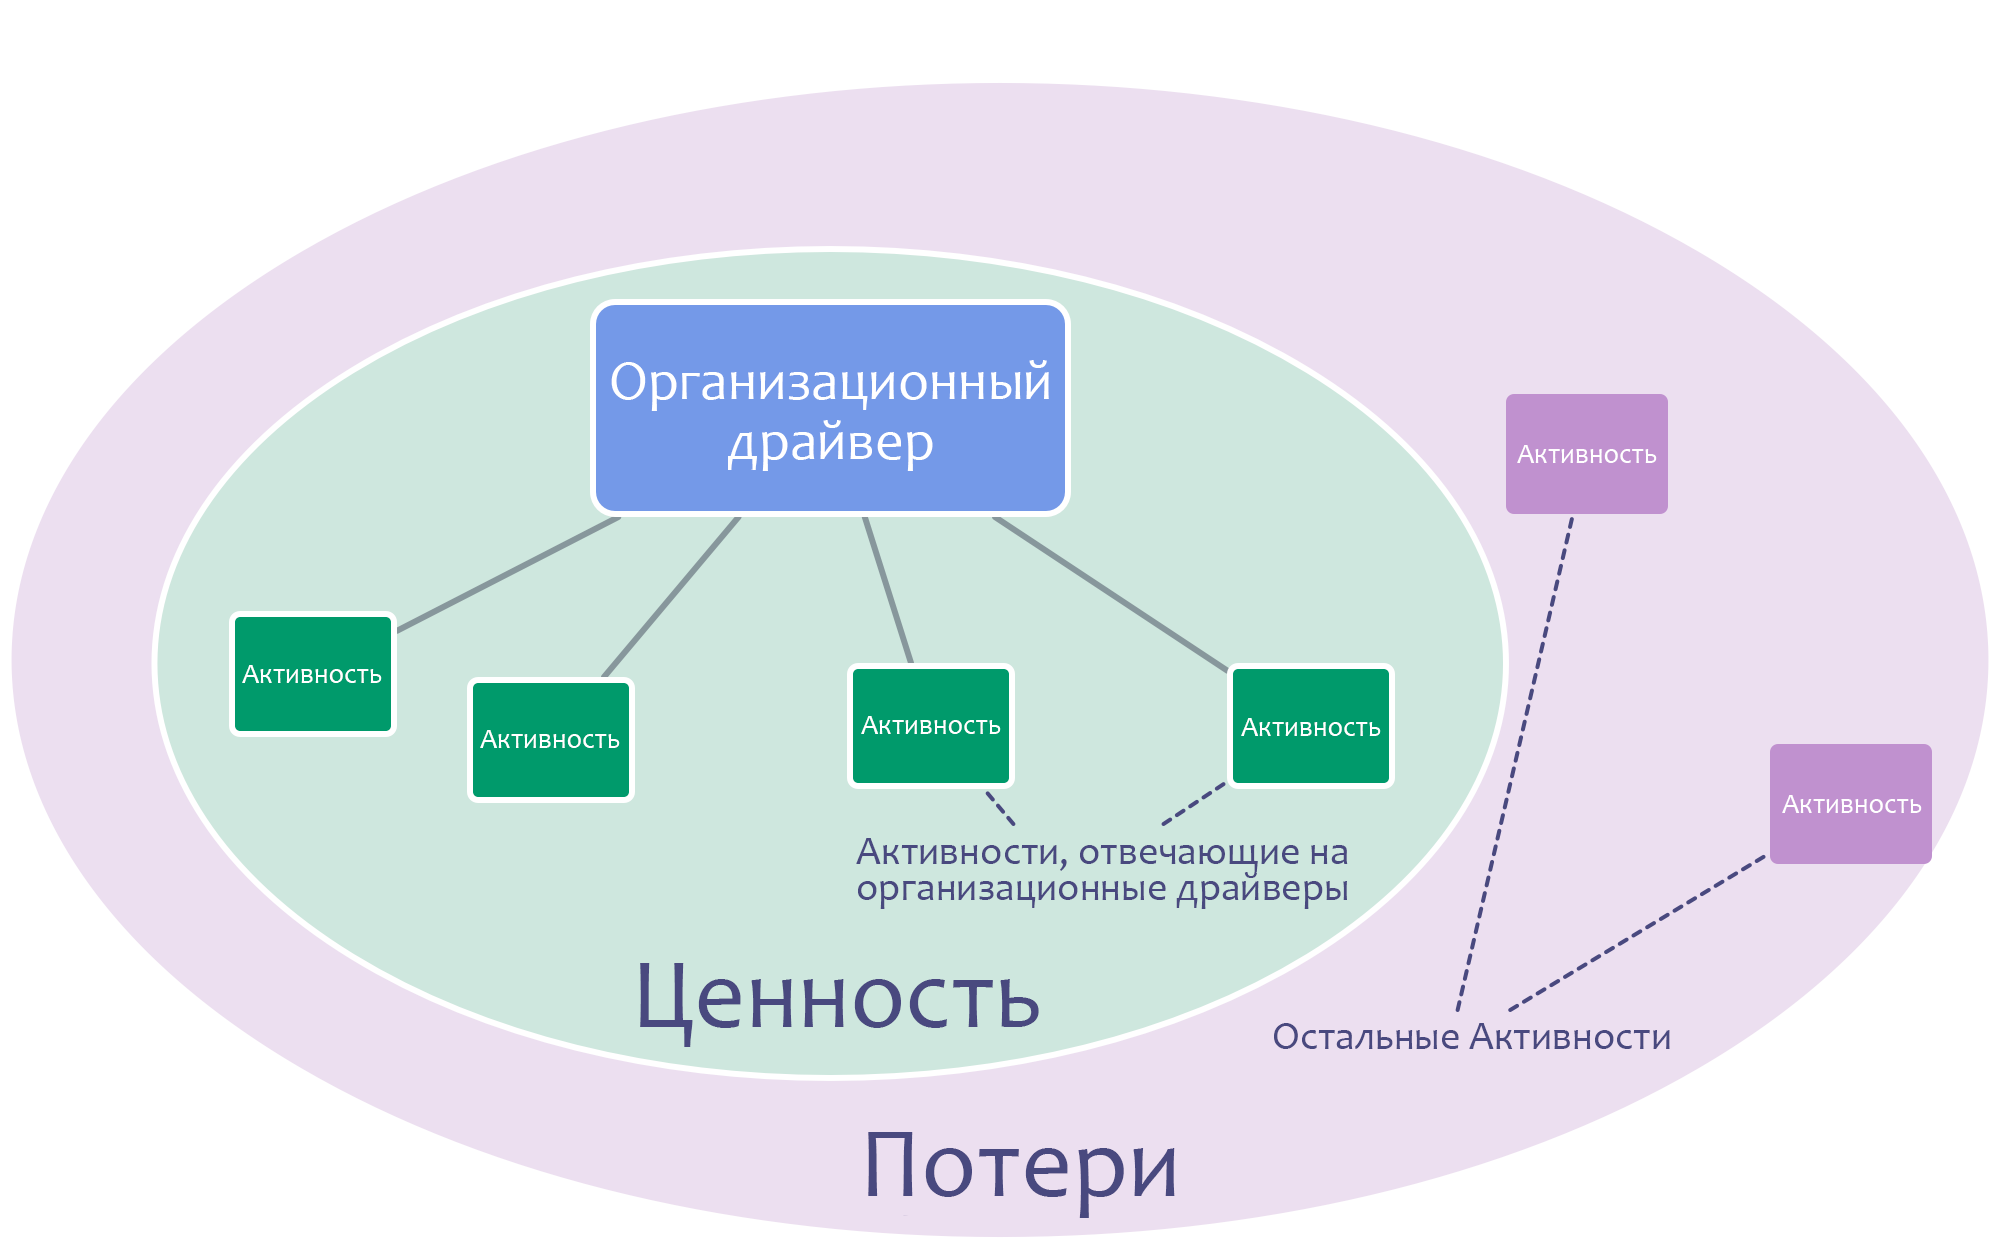 Организационный
драйвер
Активность
Активность
Активность
Активность
Активность
Активность
Активности, отвечающие на
организационные драйверы
Ценность
Остальные Активности
Потери